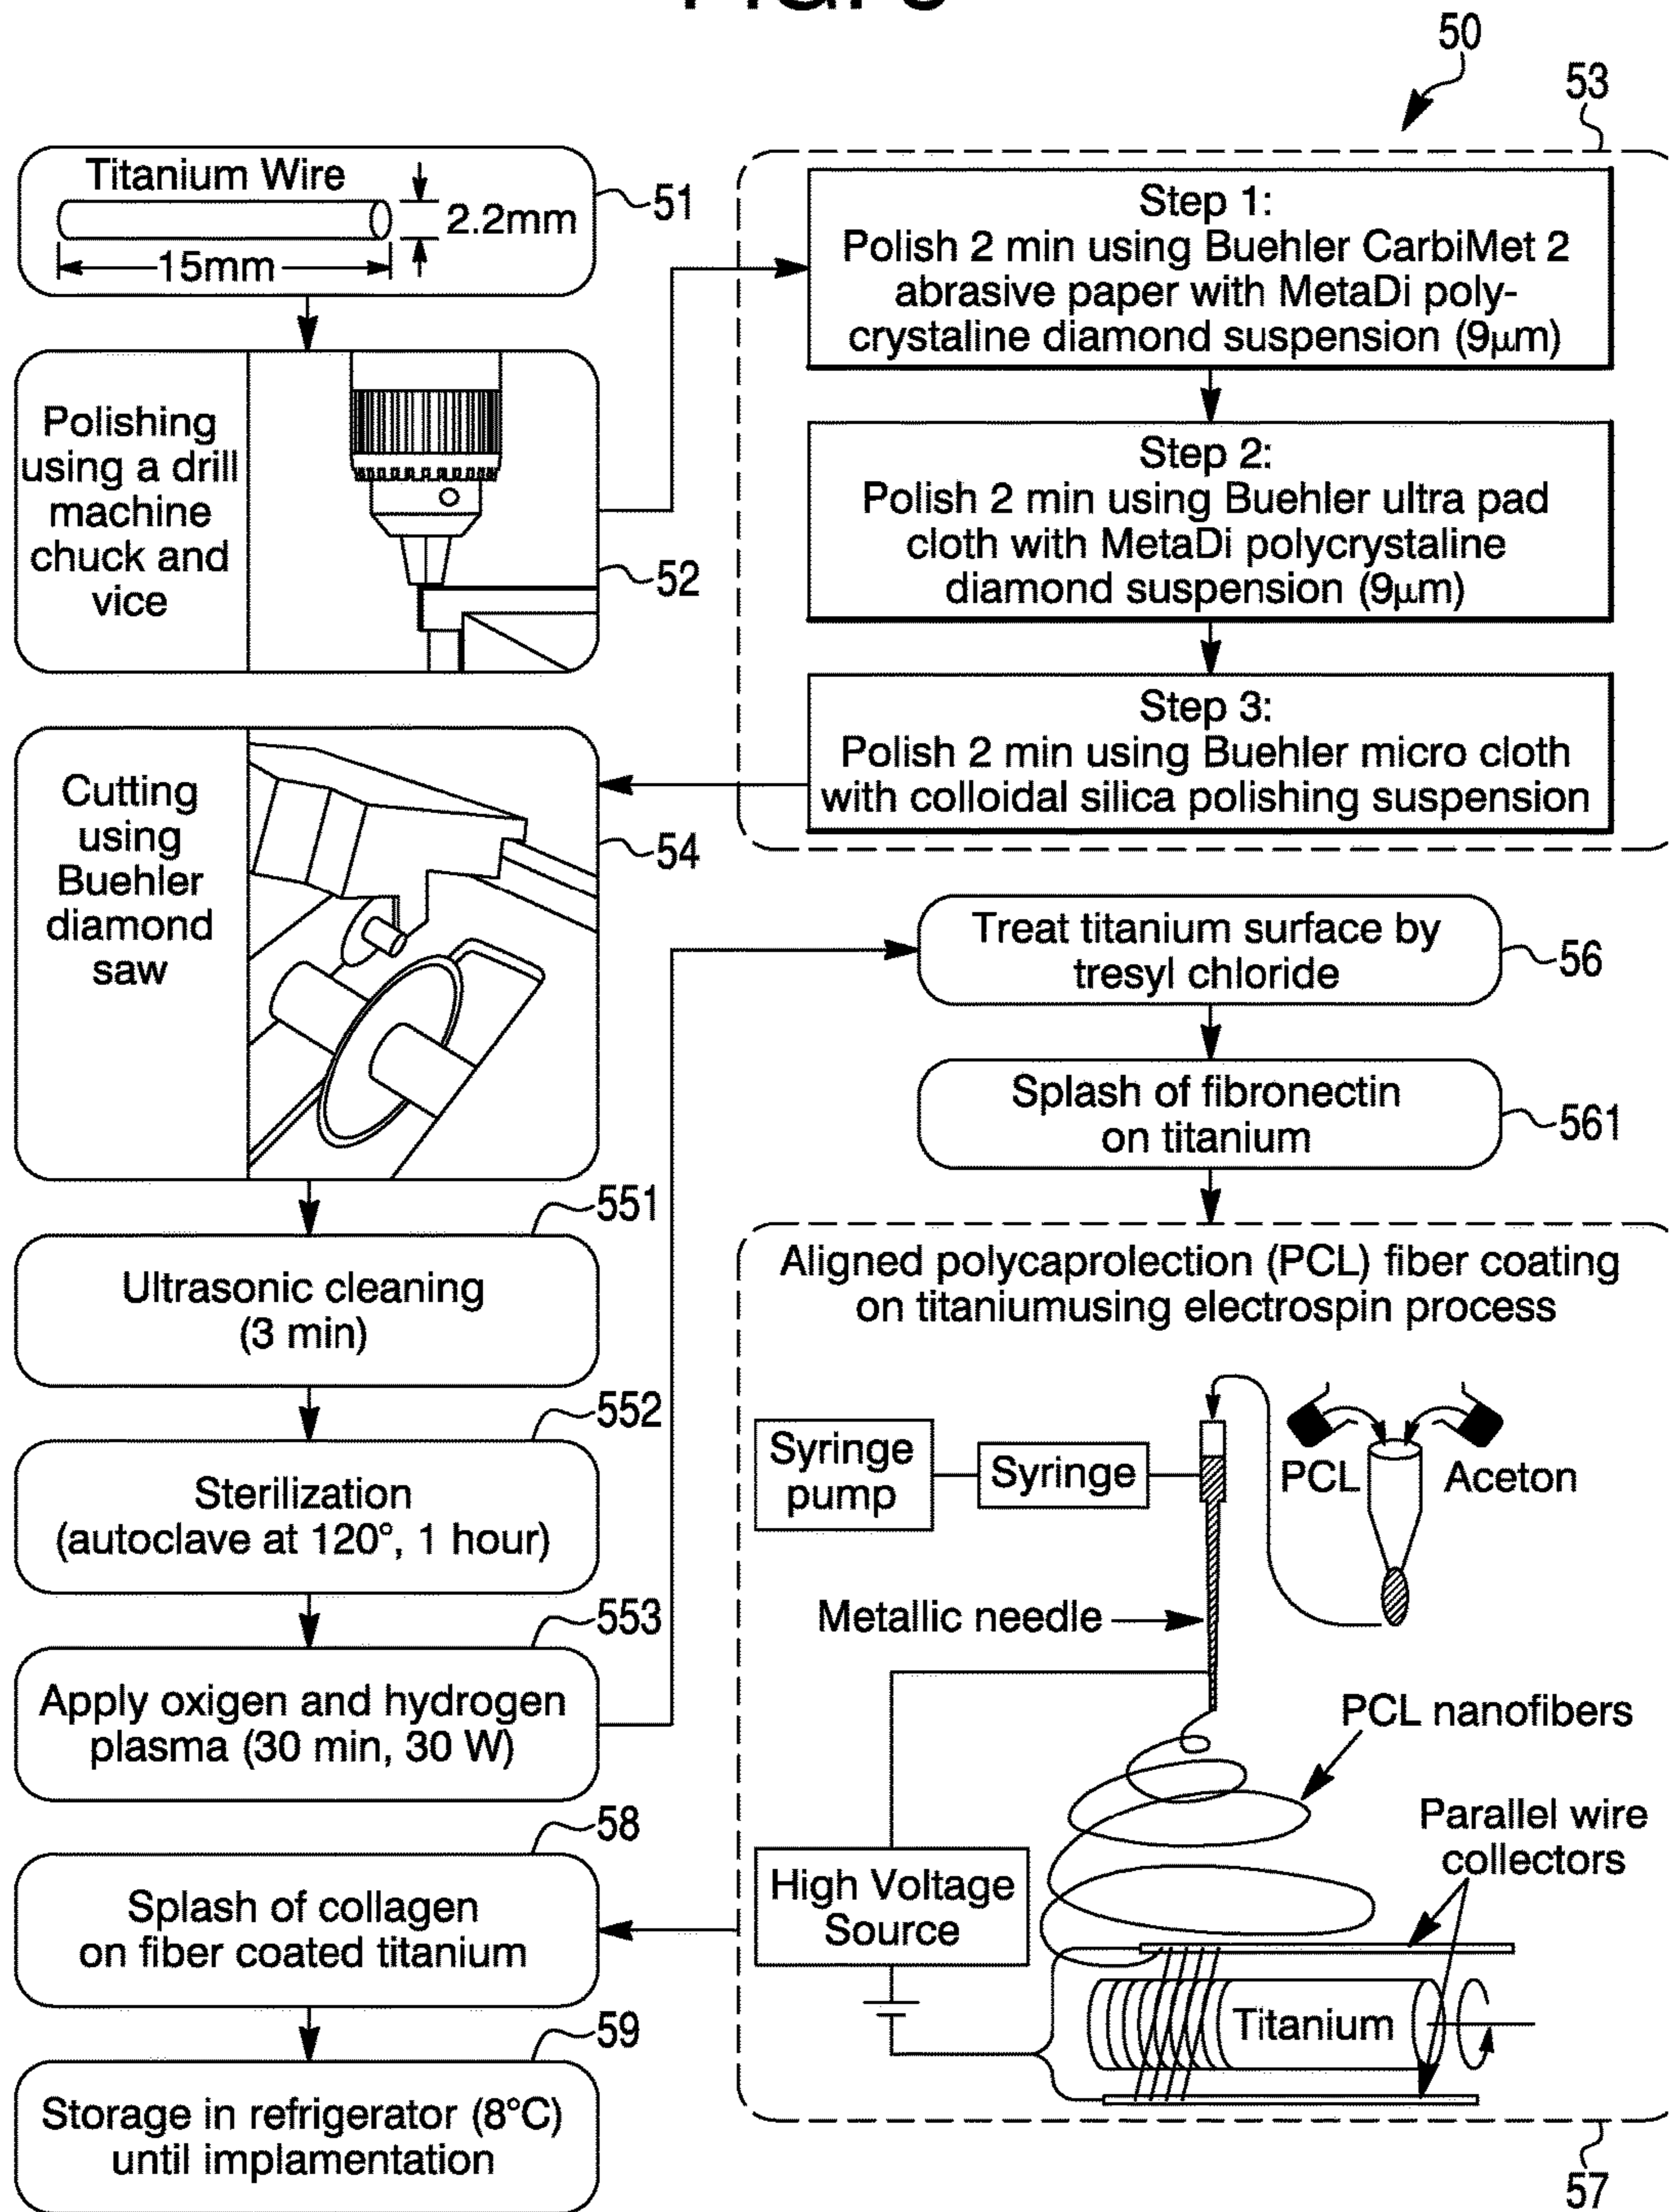 50
53
Titanium Wire
2.2mm
15mm
51
Polishing
using a drill
machine
chuck and
vice
52
Step 1:
Polish 2 min using Buehler CarbiMet 2
abrasive paper with MetaDi poly-
crystaline diamond suspension (9µm)
Step 2:
Polish 2 min using Buehler ultra pad
cloth with MetaDi polycrystaline
diamond suspension (9µm)
Step 3:
Polish 2 min using Buehler micro cloth
with colloidal silica polishing suspension
Cutting
using
Buehler
diamond
saw
54
551
Ultrasonic cleaning
(3 min)
552
Sterilization
(autoclave at 120°, 1 hour)
553
Apply oxigen and hydrogen
plasma (30 min, 30 W)
Treat titanium surface by
tresyl chloride
56
Splash of fibronectin
on titanium
561
Aligned polycaprolection (PCL) fiber coating
on titaniumusing electrospin process
Syringe
pump
Syringe
PCL
Aceton
Metallic needle
PCL nanofibers
Parallel wire
collectors
High Voltage
Source
Titanium
57
58
Splash of collagen
on fiber coated titanium
59
Storage in refrigerator (8°C)
until implamentation